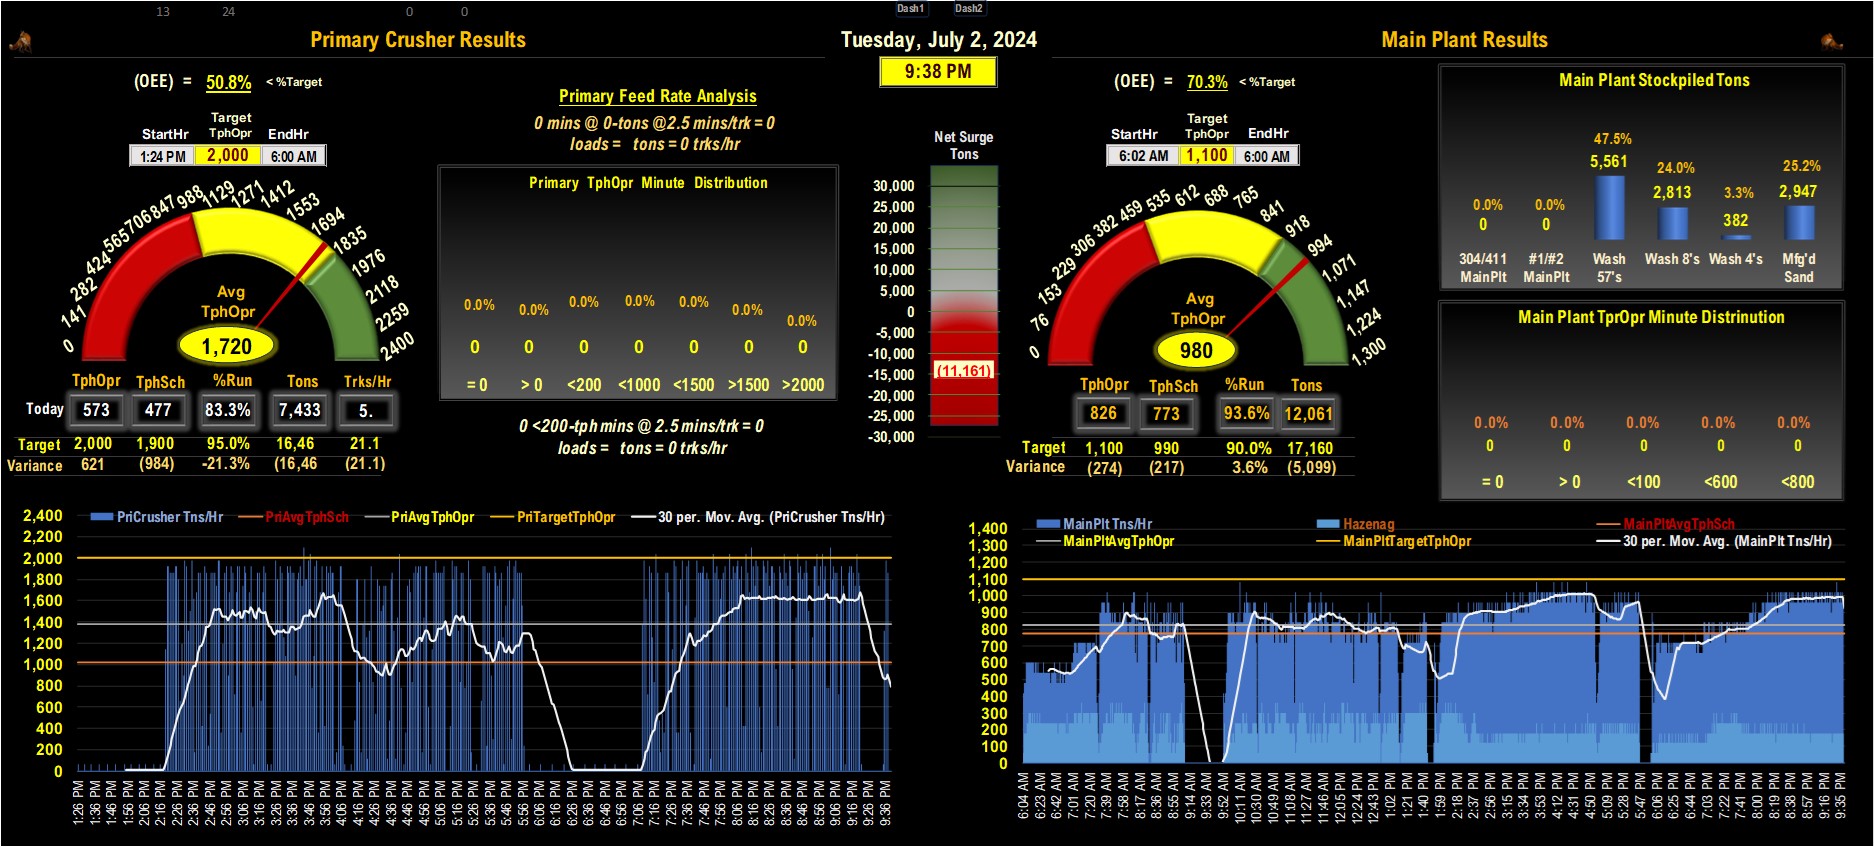 13 24 0 0 Dash1 Dash2
Primary Crusher Results
Tuesday, July 2, 2024
Main Plant Results
9:38 PM
(OEE) = 50.8% < %Target
Target
StartHr TphOpr EndHr
1:24 PM 2,000 6:00 AM
0 141 282 424 565 706 847 988 1129 1271 1412 1553 1694 1835 1976 2118 2259 2400
Avg
TphOpr
1,720
TphOpr TphSch %Run Tons Trks/Hr
Today 573 477 83.3% 7,433 5.
Target 2,000 1,900 95.0% 16,46 21.1
Variance 621 (984) -21.3% (16,46 (21.1)
Primary Feed Rate Analysis
0 mins @ 0-tons @2.5 mins/trk = 0
loads = tons = 0 trks/hr
Primary TphOpr Minute Distribution
0.0% 0.0% 0.0% 0.0% 0.0% 0.0% 0.0%
0 0 0 0 0 0 0
= 0 > 0 <200 <1000 <1500 >1500 >2000
0 <200-tph mins @ 2.5 mins/trk = 0
loads = tons = 0 trks/hr
Net Surge
Tons
30,000
25,000
20,000
15,000
10,000
5,000
0
-5,000
-10,000
(11,161)
-15,000
-20,000
-25,000
-30,000
(OEE) = 70.3% < %Target
Target
StartHr TphOpr EndHr
6:02 AM 1,100 6:00 AM
0 76 153 229 306 382 459 535 612 688 765 841 918 994 1,071 1,147 1,224 1,300
Avg
TphOpr
980
TphOpr TphSch %Run Tons
826 773 93.6% 12,061
Target 1,100 990 90.0% 17,160
Variance (274) (217) 3.6% (5,099)
Main Plant Stockpiled Tons
0.0% 0.0% 47.5% 24.0% 3.3% 25.2%
0 0 5,561 2,813 382 2,947
304/411 #1/#2 Wash Wash 8's Wash 4's Mfg'd
MainPlt MainPlt 57's Sand
Main Plant TprOpr Minute Distrinution
0.0% 0.0% 0.0% 0.0% 0.0%
0 0 0 0 0
= 0 > 0 <100 <600 <800
PriCrusher Tns/Hr PriAvgTphSch PriAvgTphOpr PriTargetTphOpr 30 per. Mov. Avg. (PriCrusher Tns/Hr)
2,400
2,200
2,000
1,800
1,600
1,400
1,200
1,000
800
600
400
200
0
1:26 PM 1:36 PM 1:46 PM 1:56 PM 2:06 PM 2:16 PM 2:26 PM 2:36 PM 2:46 PM 2:56 PM 3:06 PM 3:16 PM 3:26 PM 3:36 PM 3:46 PM 3:56 PM 4:06 PM 4:16 PM 4:26 PM 4:36 PM 4:46 PM 4:56 PM 5:06 PM 5:16 PM 5:26 PM 5:36 PM 5:46 PM 5:56 PM 6:06 PM 6:16 PM 6:26 PM 6:36 PM 6:46 PM 6:56 PM 7:06 PM 7:16 PM 7:26 PM 7:36 PM 7:46 PM 7:56 PM 8:06 PM 8:16 PM 8:26 PM 8:36 PM 8:46 PM 8:56 PM 9:06 PM 9:16 PM 9:26 PM 9:36 PM
MainPlt Tns/Hr Hazenag MainPltAvgTphSch
MainPltAvgTphOpr MainPltTargetTphOpr 30 per. Mov. Avg. (MainPlt Tns/Hr)
1,400
1,300
1,200
1,100
1,000
900
800
700
600
500
400
300
200
100
0
6:04 AM 6:23 AM 6:42 AM 7:01 AM 7:20 AM 7:39 AM 7:58 AM 8:17 AM 8:36 AM 8:55 AM 9:14 AM 9:33 AM 9:52 AM 10:11 AM 10:30 AM 10:49 AM 11:08 AM 11:27 AM 11:46 AM 12:05 PM 12:24 PM 12:43 PM 1:02 PM 1:21 PM 1:40 PM 1:59 PM 2:18 PM 2:37 PM 2:56 PM 3:15 PM 3:34 PM 3:53 PM 4:12 PM 4:31 PM 4:50 PM 5:09 PM 5:28 PM 5:47 PM 6:06 PM 6:25 PM 6:44 PM 7:03 PM 7:22 PM 7:41 PM 8:00 PM 8:19 PM 8:38 PM 8:57 PM 9:16 PM 9:35 PM